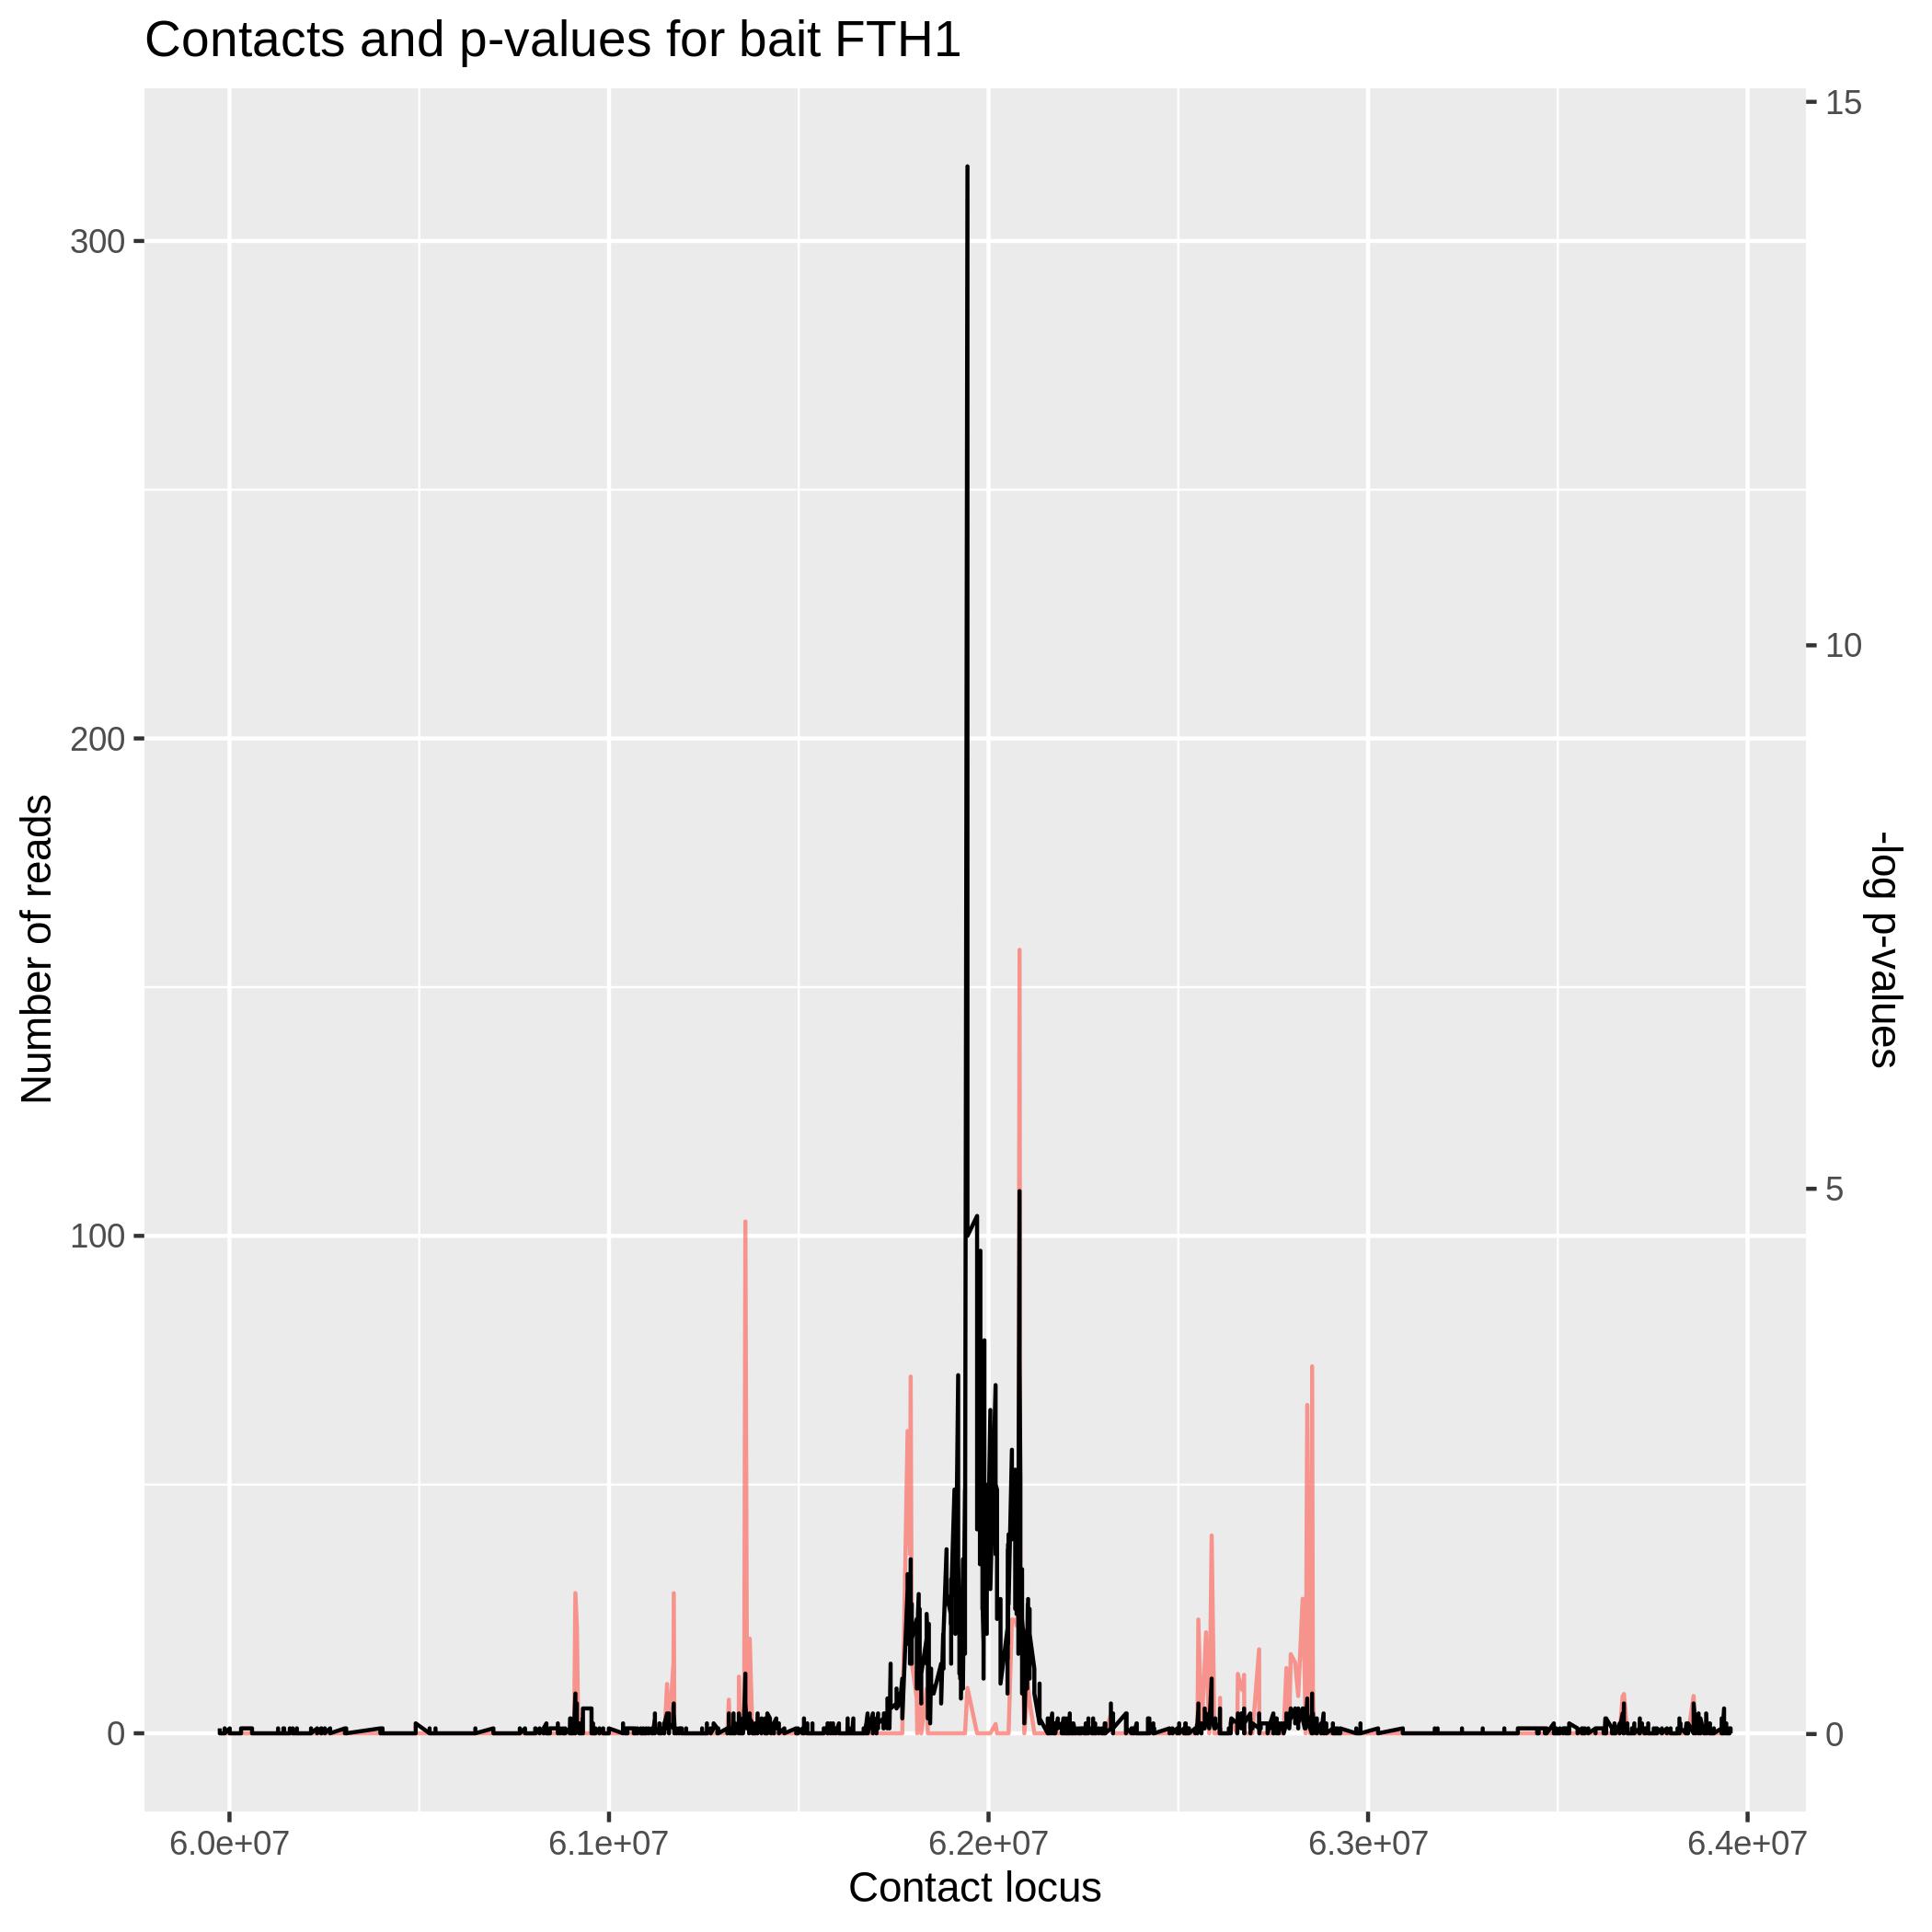 Contacts and p-values for bait FTH1
15
300
10
200
Number of reads
-log p-values
5
100
0
0
6.0e+07
6.1e+07
6.2e+07
6.3e+07
6.4e+07
Contact locus